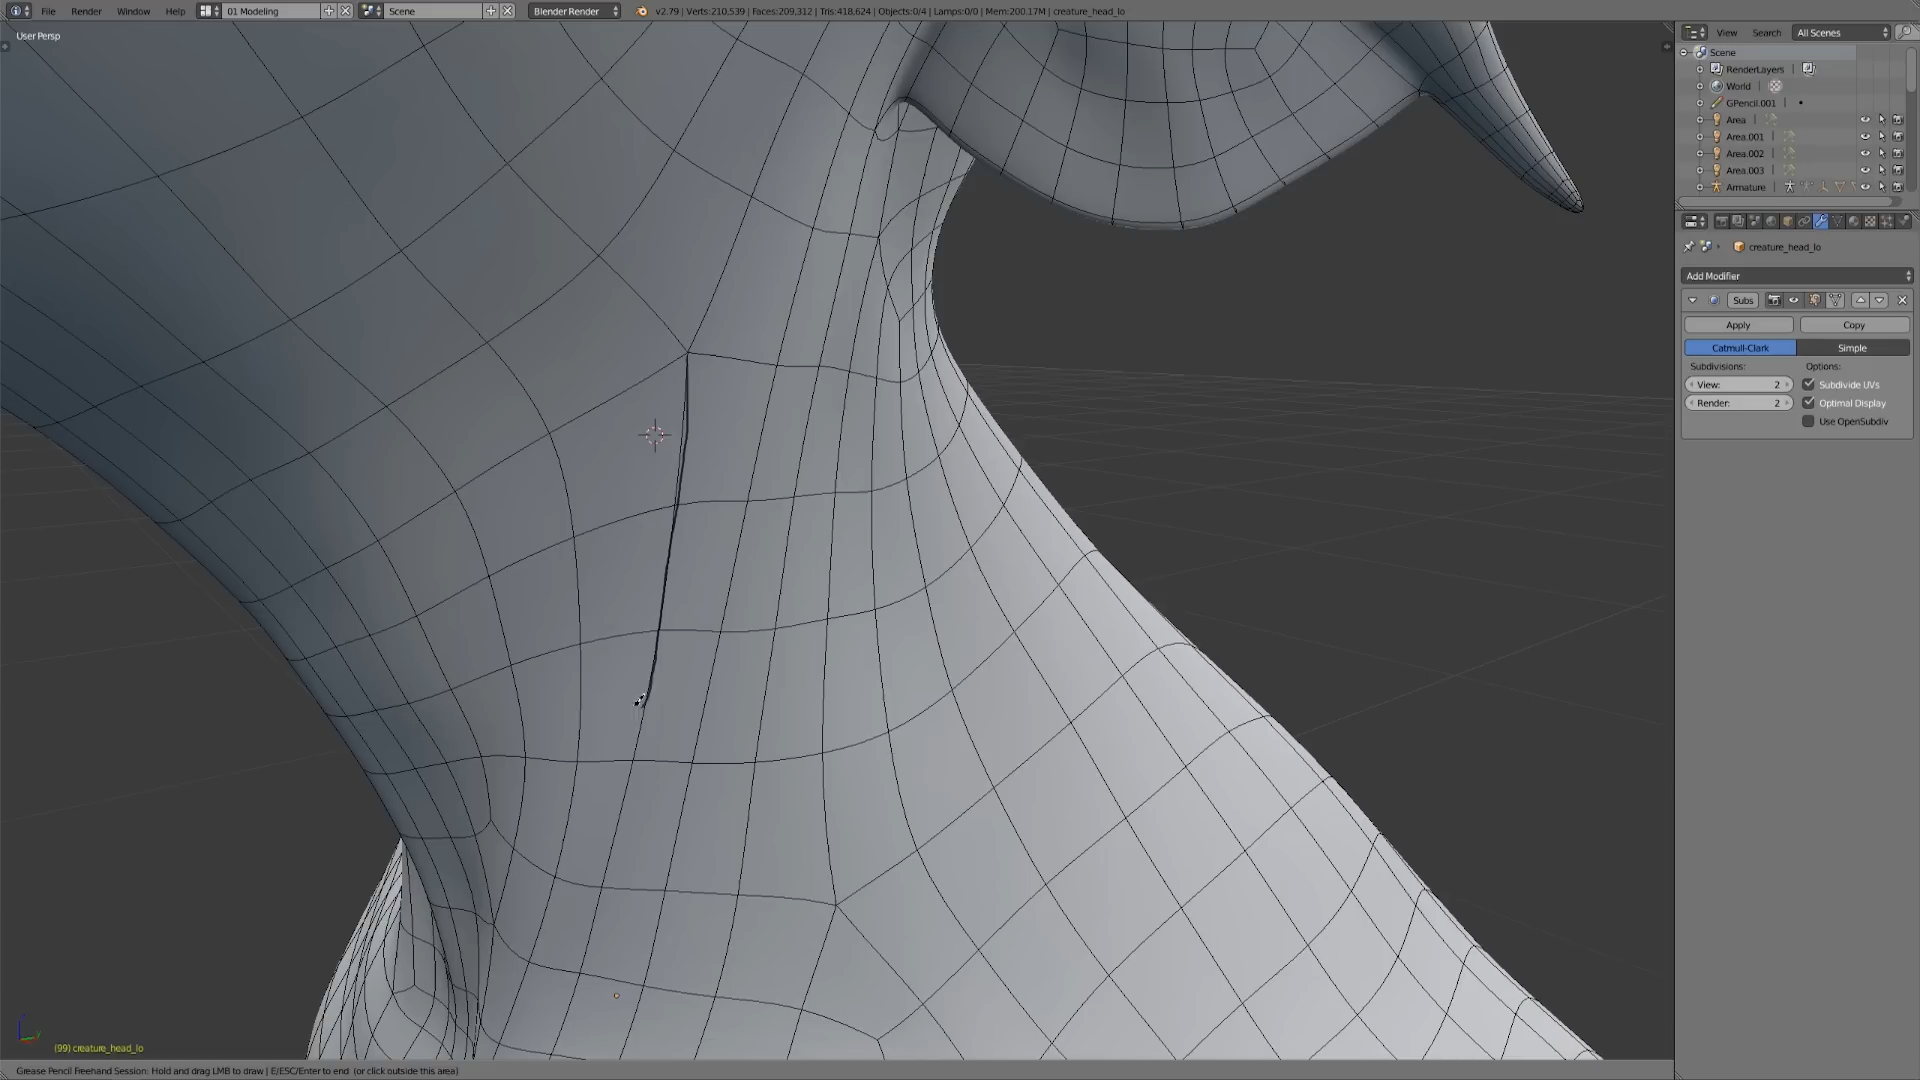 File Render Window Help 01 Modeling Scene Blender Render v2.79 | Verts:210,539 | Faces:209,312 | Tris:418,624 | Objects:0/4 | Lamps:0/0 | Mem:200.17M | creature_head_lo
User Persp
View Search All Scenes
Scene
RenderLayers |
World |
GPencil.001 |
Area |
Area.001 |
Area.002 |
Area.003 |
Armature |
creature_head_lo
Add Modifier
Subs
Apply Copy
Catmull-Clark Simple
Subdivisions: Options:
View: 2 Subdivide UVs
Render: 2 Optimal Display
Use OpenSubdiv
(99) creature_head_lo
Grease Pencil Freehand Session: Hold and drag LMB to draw | E/ESC/Enter to end (or click outside this area)